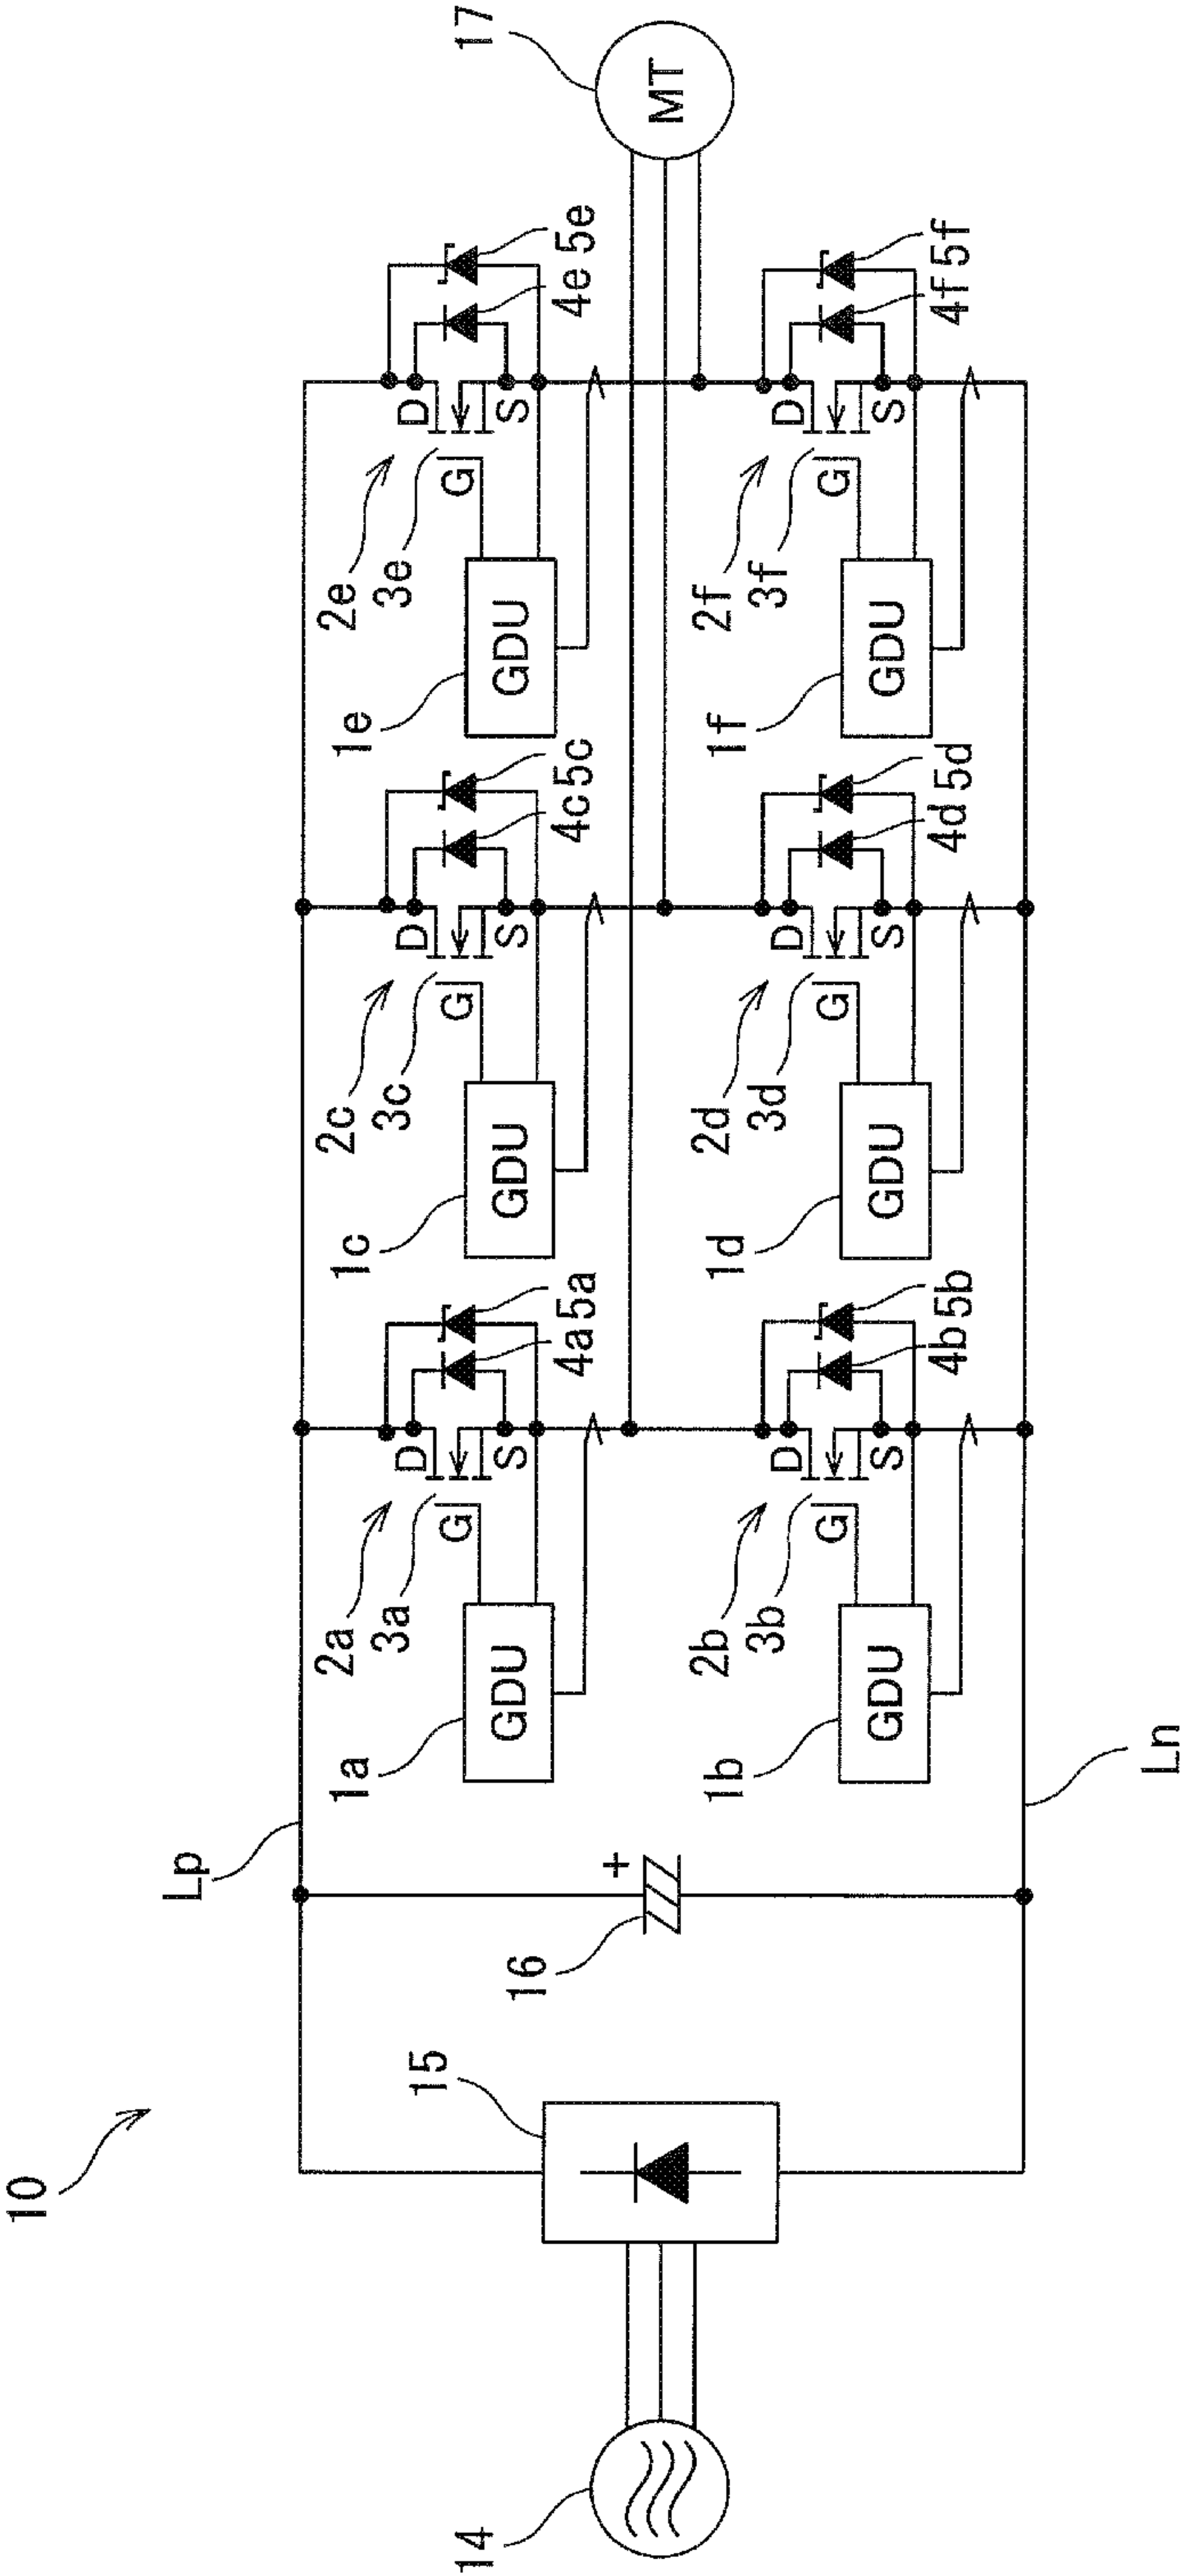 10
14
15
16
+
Lp
Ln
1a
GDU
2a
3a
G
D
S
4a
5a
1c
GDU
2c
3c
G
D
S
4c
5c
1e
GDU
2e
3e
G
D
S
4e
5e
1b
GDU
2b
3b
G
D
S
4b
5b
1d
GDU
2d
3d
G
D
S
4d
5d
1f
GDU
2f
3f
G
D
S
4f
5f
17
MT